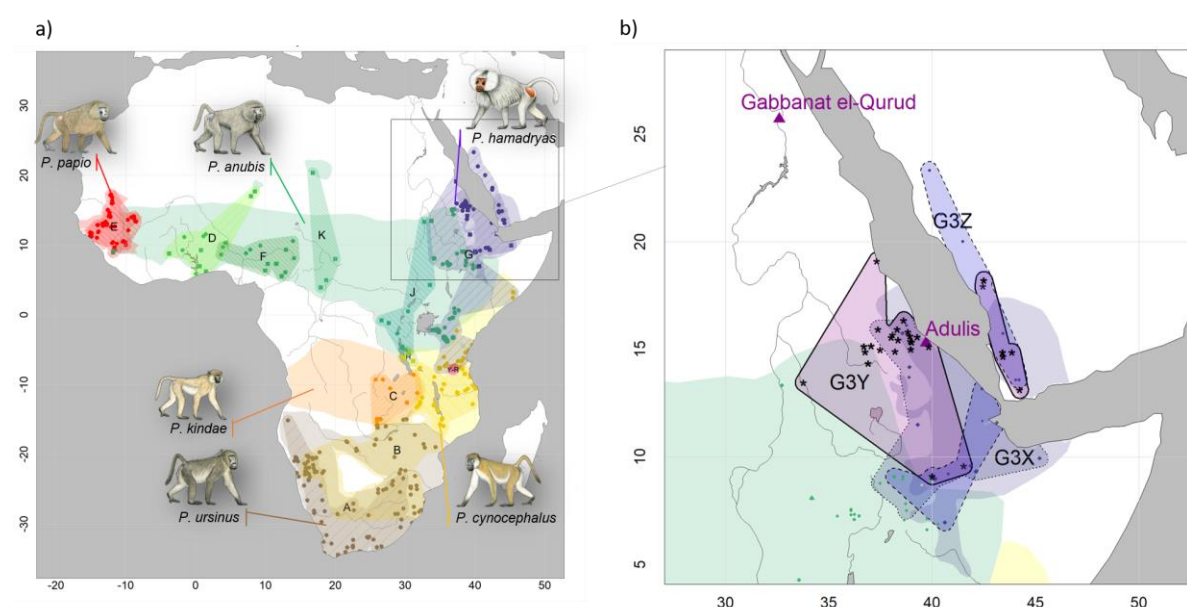 a)
b)
P. papio
P. anubis
P. hamadryas
P. kindae
P. ursinus
P. cynocephalus
E
D
F
K
G
J
H
C
B
A
30
20
10
0
-10
-20
-30
-20
-10
0
10
20
30
40
50
Gabbanat el-Qurud
Adulis
G3Z
G3Y
G3X
25
20
15
10
5
30
35
40
45
50